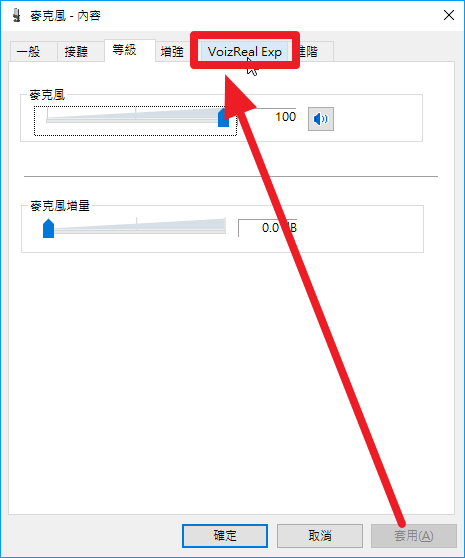 麥克風 - 內容
一般 接聽 等級 增強 VoizReal Exp 進階
麥克風
100
麥克風增量
0.0 dB
確定 取消 套用(A)